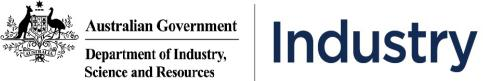 Australian Government
Department of Industry,
Science and Resources
Industry